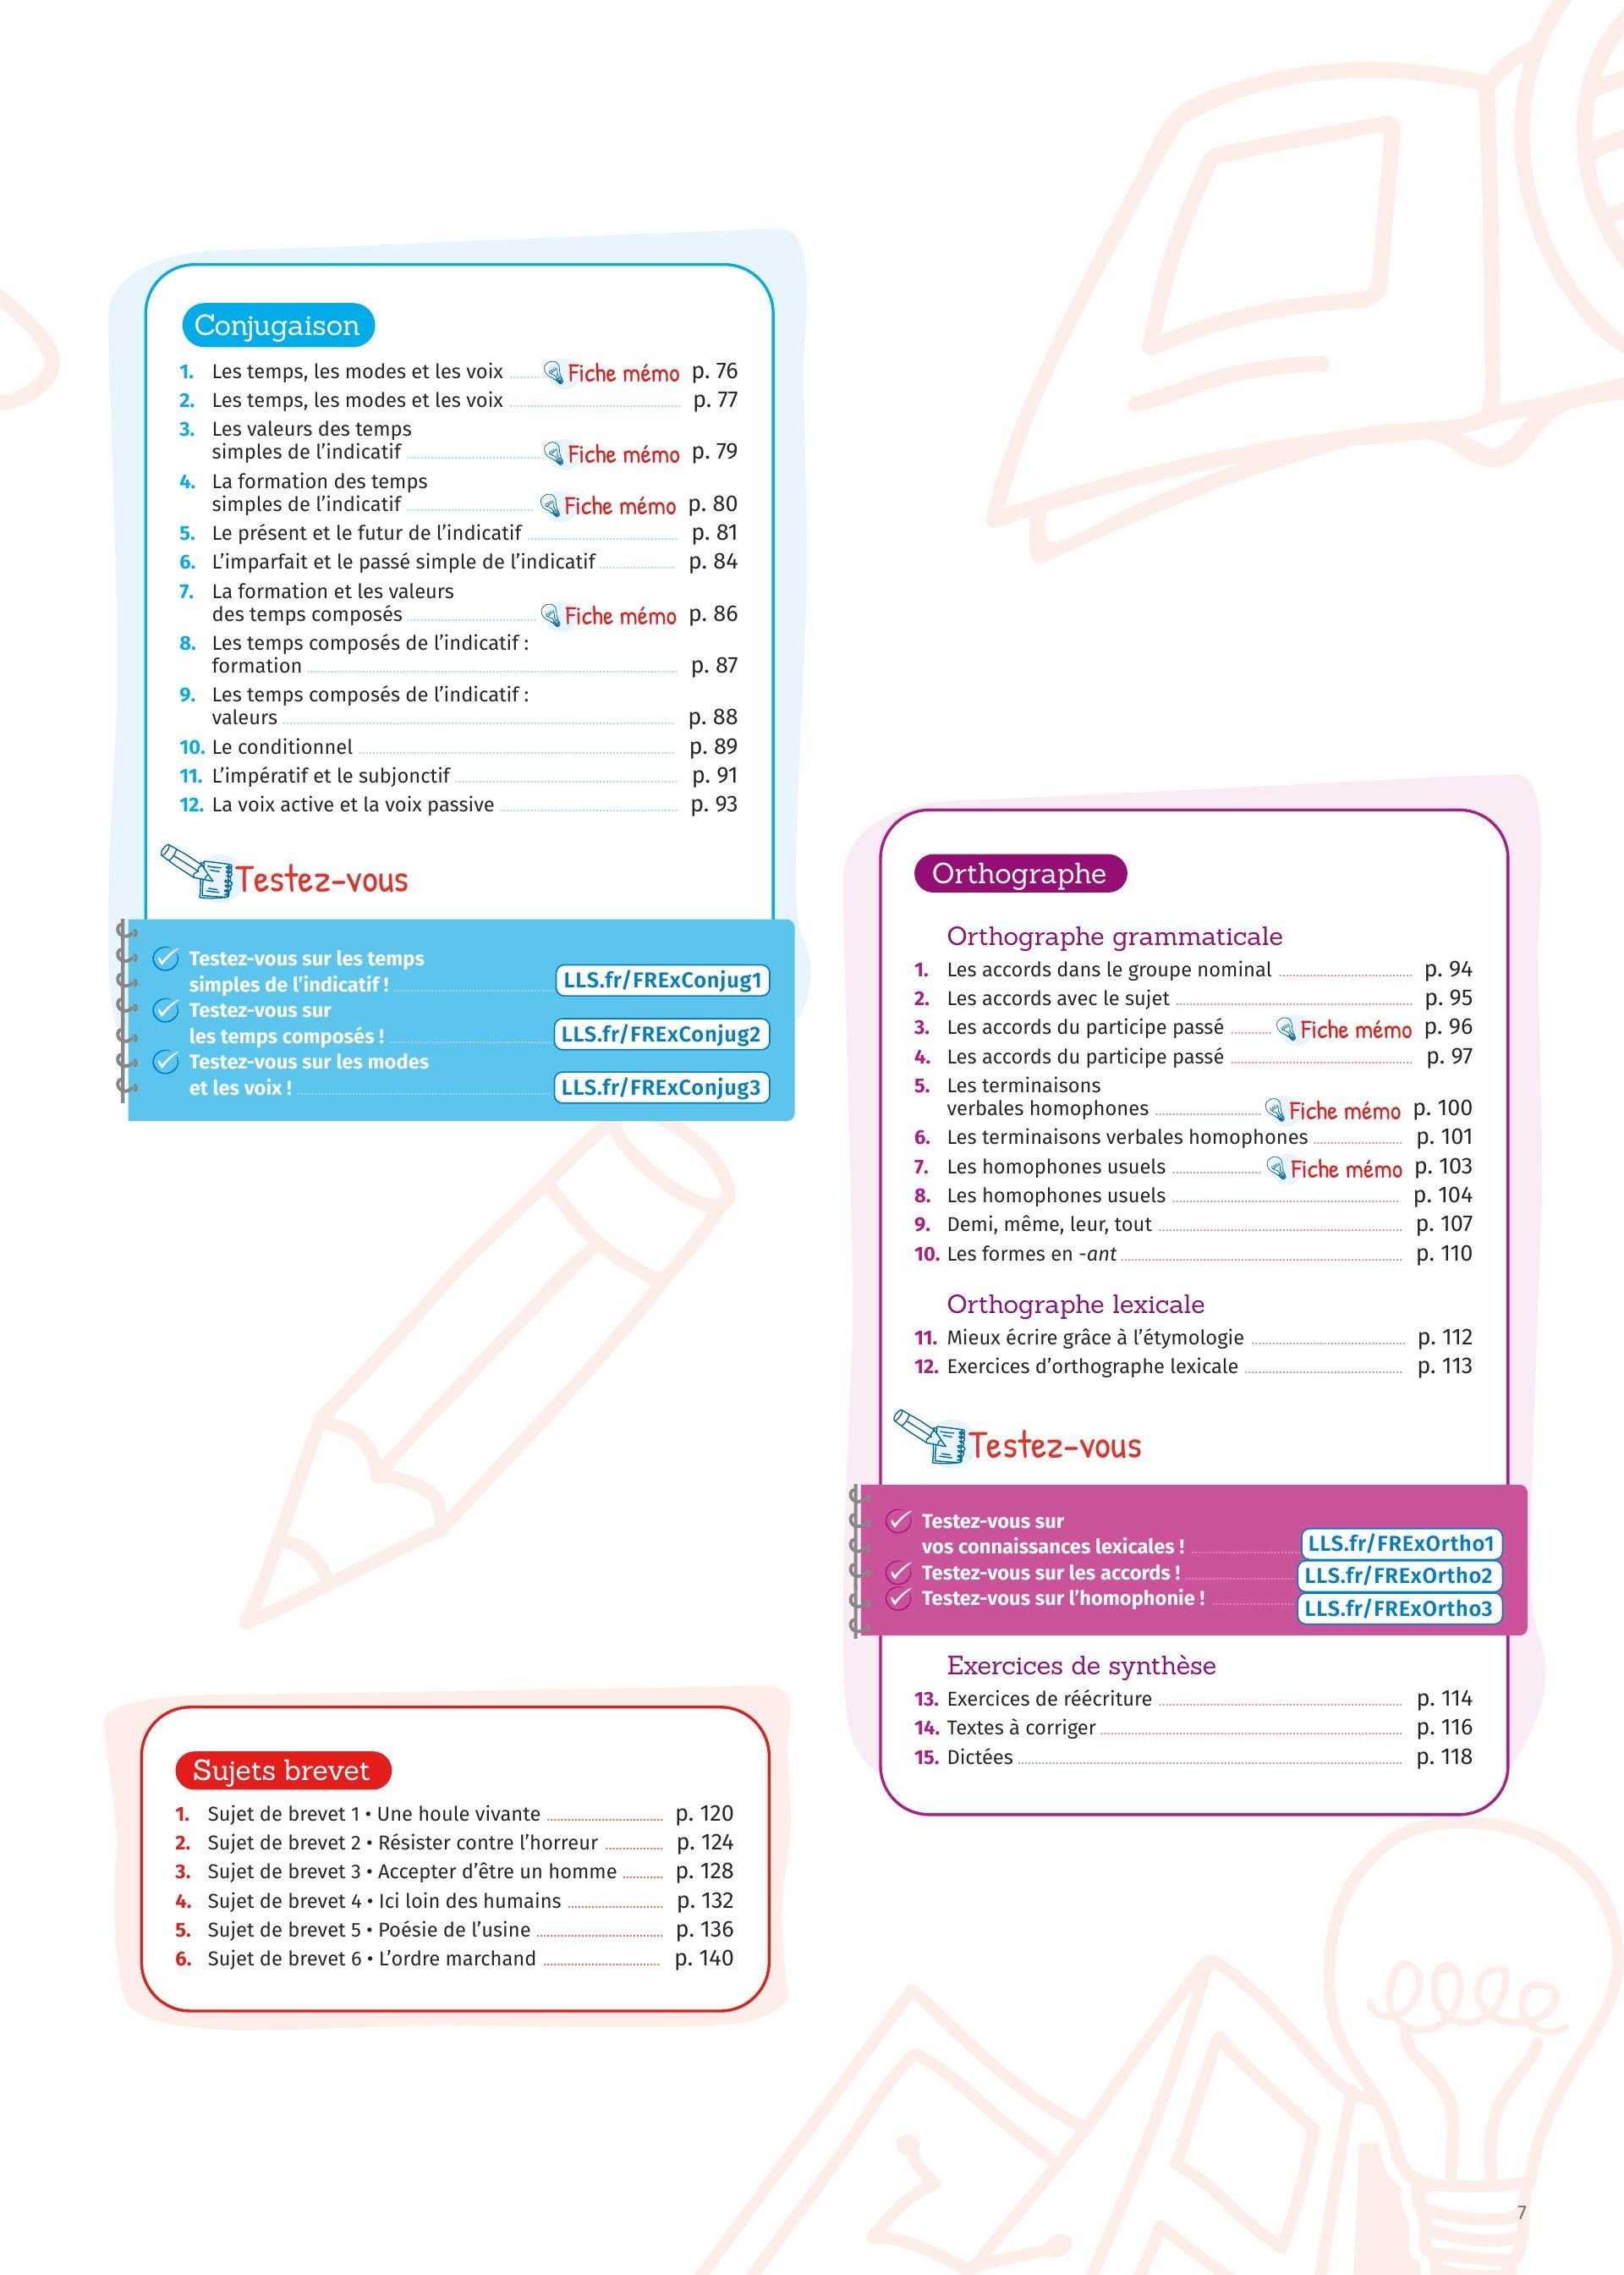 Conjugaison
1. Les temps, les modes et les voix Fiche mémo p. 76
2. Les temps, les modes et les voix p. 77
3. Les valeurs des temps
simples de l’indicatif Fiche mémo p. 79
4. La formation des temps
simples de l’indicatif Fiche mémo p. 80
5. Le présent et le futur de l’indicatif p. 81
6. L’imparfait et le passé simple de l’indicatif p. 84
7. La formation et les valeurs
des temps composés Fiche mémo p. 86
8. Les temps composés de l’indicatif :
formation p. 87
9. Les temps composés de l’indicatif :
valeurs p. 88
10. Le conditionnel p. 89
11. L’impératif et le subjonctif p. 91
12. La voix active et la voix passive p. 93
Testez-vous
Testez-vous sur les temps
simples de l’indicatif ! LLS.fr/FRExConjug1
Testez-vous sur
les temps composés ! LLS.fr/FRExConjug2
Testez-vous sur les modes
et les voix ! LLS.fr/FRExConjug3
Sujets brevet
1. Sujet de brevet 1 • Une houle vivante p. 120
2. Sujet de brevet 2 • Résister contre l’horreur p. 124
3. Sujet de brevet 3 • Accepter d’être un homme p. 128
4. Sujet de brevet 4 • Ici loin des humains p. 132
5. Sujet de brevet 5 • Poésie de l’usine p. 136
6. Sujet de brevet 6 • L’ordre marchand p. 140
Orthographe
Orthographe grammaticale
1. Les accords dans le groupe nominal p. 94
2. Les accords avec le sujet p. 95
3. Les accords du participe passé Fiche mémo p. 96
4. Les accords du participe passé p. 97
5. Les terminaisons
verbales homophones Fiche mémo p. 100
6. Les terminaisons verbales homophones p. 101
7. Les homophones usuels Fiche mémo p. 103
8. Les homophones usuels p. 104
9. Demi, même, leur, tout p. 107
10. Les formes en -ant p. 110
Orthographe lexicale
11. Mieux écrire grâce à l’étymologie p. 112
12. Exercices d’orthographe lexicale p. 113
Testez-vous
Testez-vous sur
vos connaissances lexicales ! LLS.fr/FRExOrtho1
Testez-vous sur les accords ! LLS.fr/FRExOrtho2
Testez-vous sur l’homophonie ! LLS.fr/FRExOrtho3
Exercices de synthèse
13. Exercices de réécriture p. 114
14. Textes à corriger p. 116
15. Dictées p. 118
7